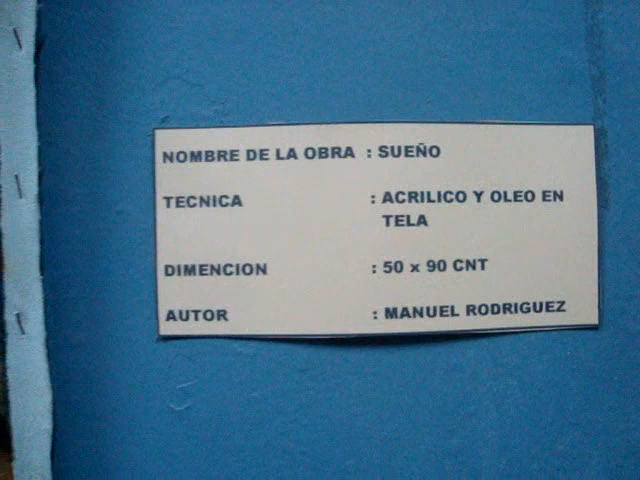 NOMBRE DE LA OBRA : SUEÑO
TECNICA : ACRILICO Y OLEO EN
TELA
DIMENCION : 50 x 90 CNT
AUTOR : MANUEL RODRIGUEZ